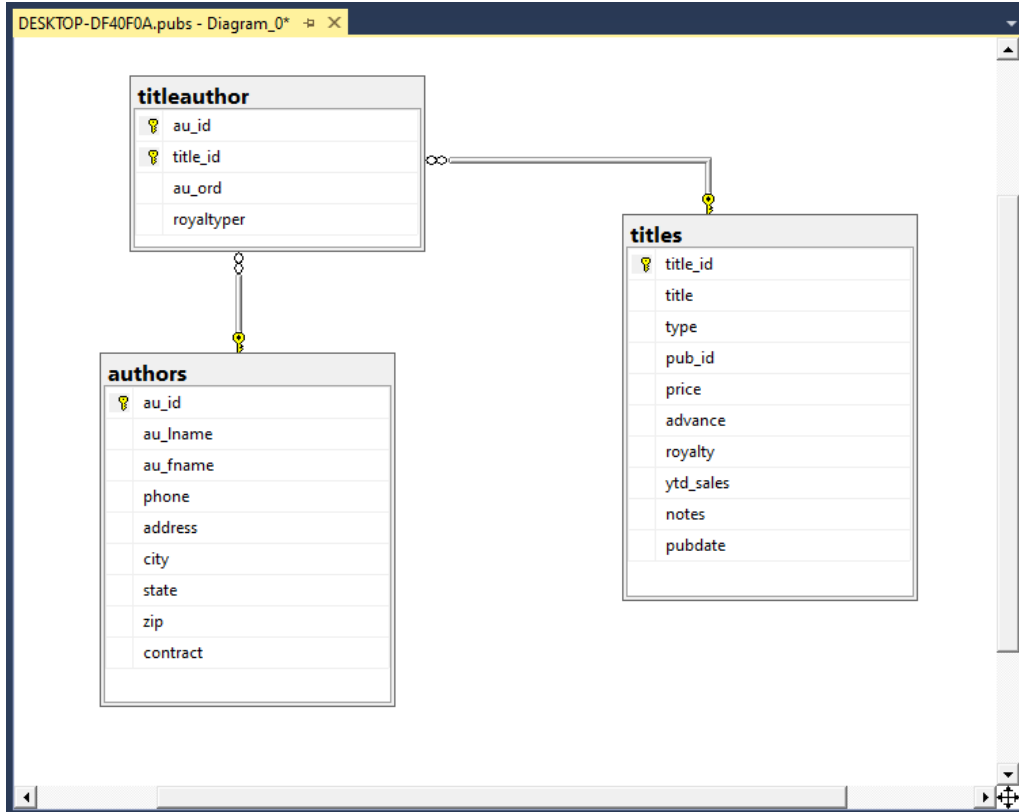 DESKTOP-DF40F0A.pubs - Diagram_0*
titleauthor
au_id
title_id
au_ord
royaltyper
authors
au_id
au_lname
au_fname
phone
address
city
state
zip
contract
titles
title_id
title
type
pub_id
price
advance
royalty
ytd_sales
notes
pubdate